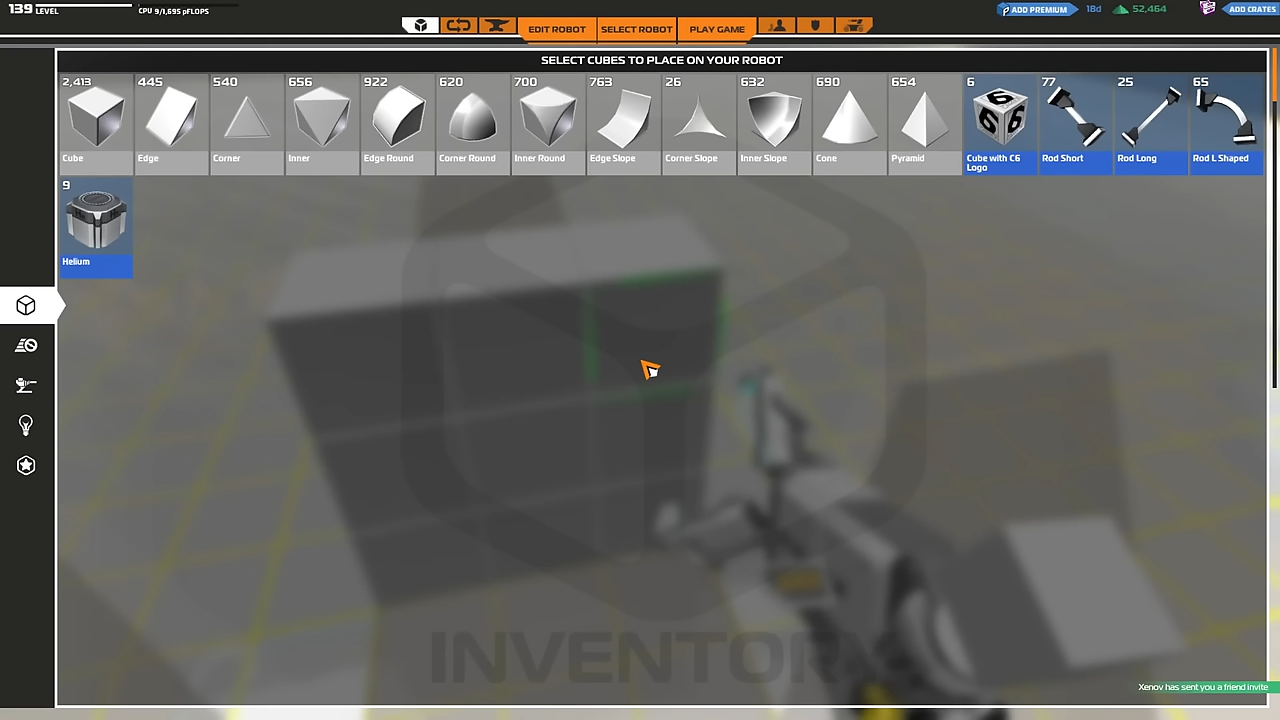 139 LEVEL CPU 9/1,695 pFLOPS ADD PREMIUM 18d 52,464 ADD CRATES
EDIT ROBOT SELECT ROBOT PLAY GAME
SELECT CUBES TO PLACE ON YOUR ROBOT
2,413 445 540 656 922 620 700 763 26 632 690 654 6 77 25 65
Cube Edge Corner Inner Edge Round Corner Round Inner Round Edge Slope Corner Slope Inner Slope Cone Pyramid Cube with C6 Rod Short Rod Long Rod L Shaped
Logo
9
Helium
INVENTORY
Xenov has sent you a friend invite